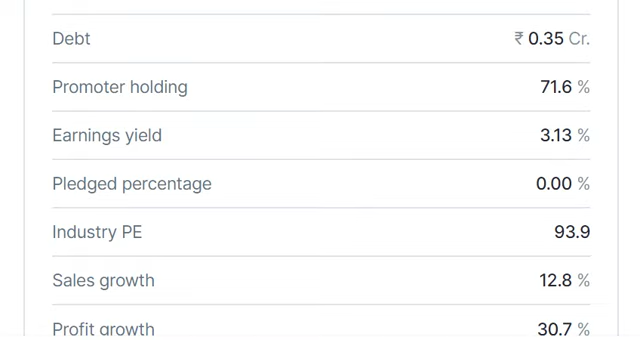 Debt ₹ 0.35 Cr.
Promoter holding 71.6 %
Earnings yield 3.13 %
Pledged percentage 0.00 %
Industry PE 93.9
Sales growth 12.8 %
Profit growth 30.7 %